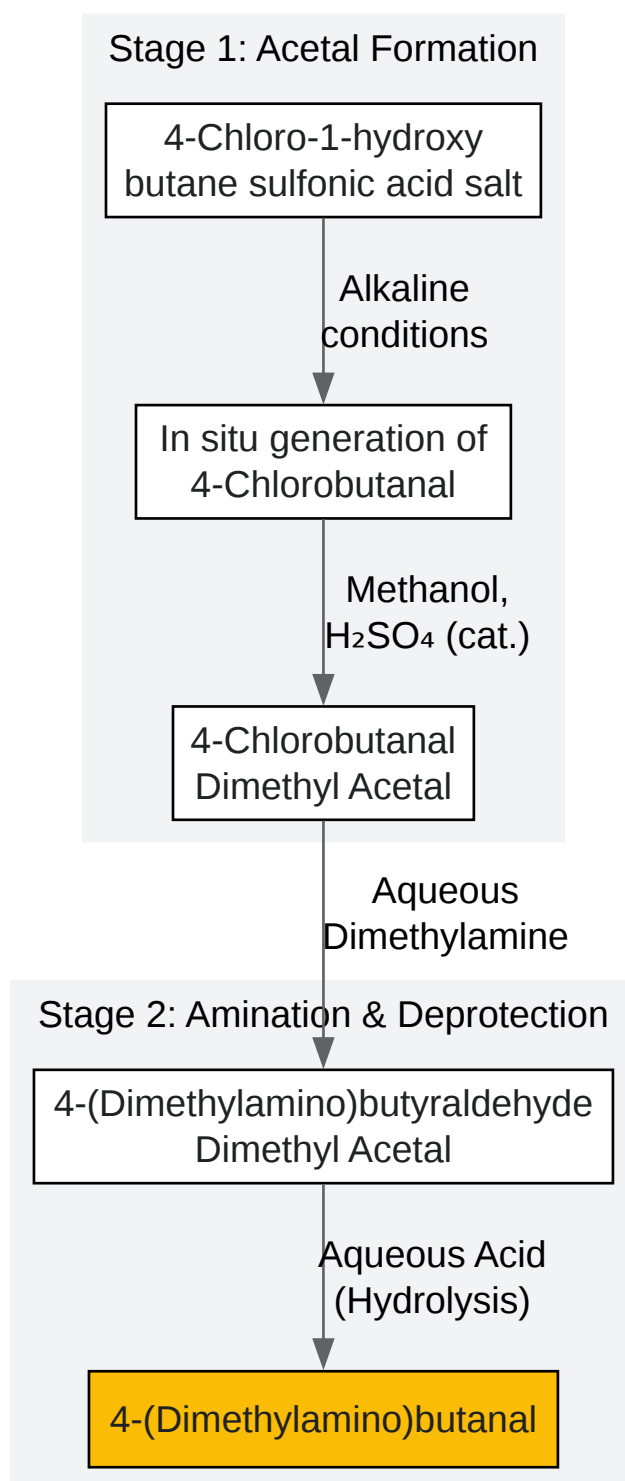 Stage 1: Acetal Formation
4-Chloro-1-hydroxy
butane sulfonic acid salt
Alkaline
conditions
In situ generation of
4-Chlorobutanal
Methanol,
H₂SO₄ (cat.)
4-Chlorobutanal
Dimethyl Acetal
Aqueous
Dimethylamine
Stage 2: Amination & Deprotection
4-(Dimethylamino)butyraldehyde
Dimethyl Acetal
Aqueous Acid
(Hydrolysis)
4-(Dimethylamino)butanal